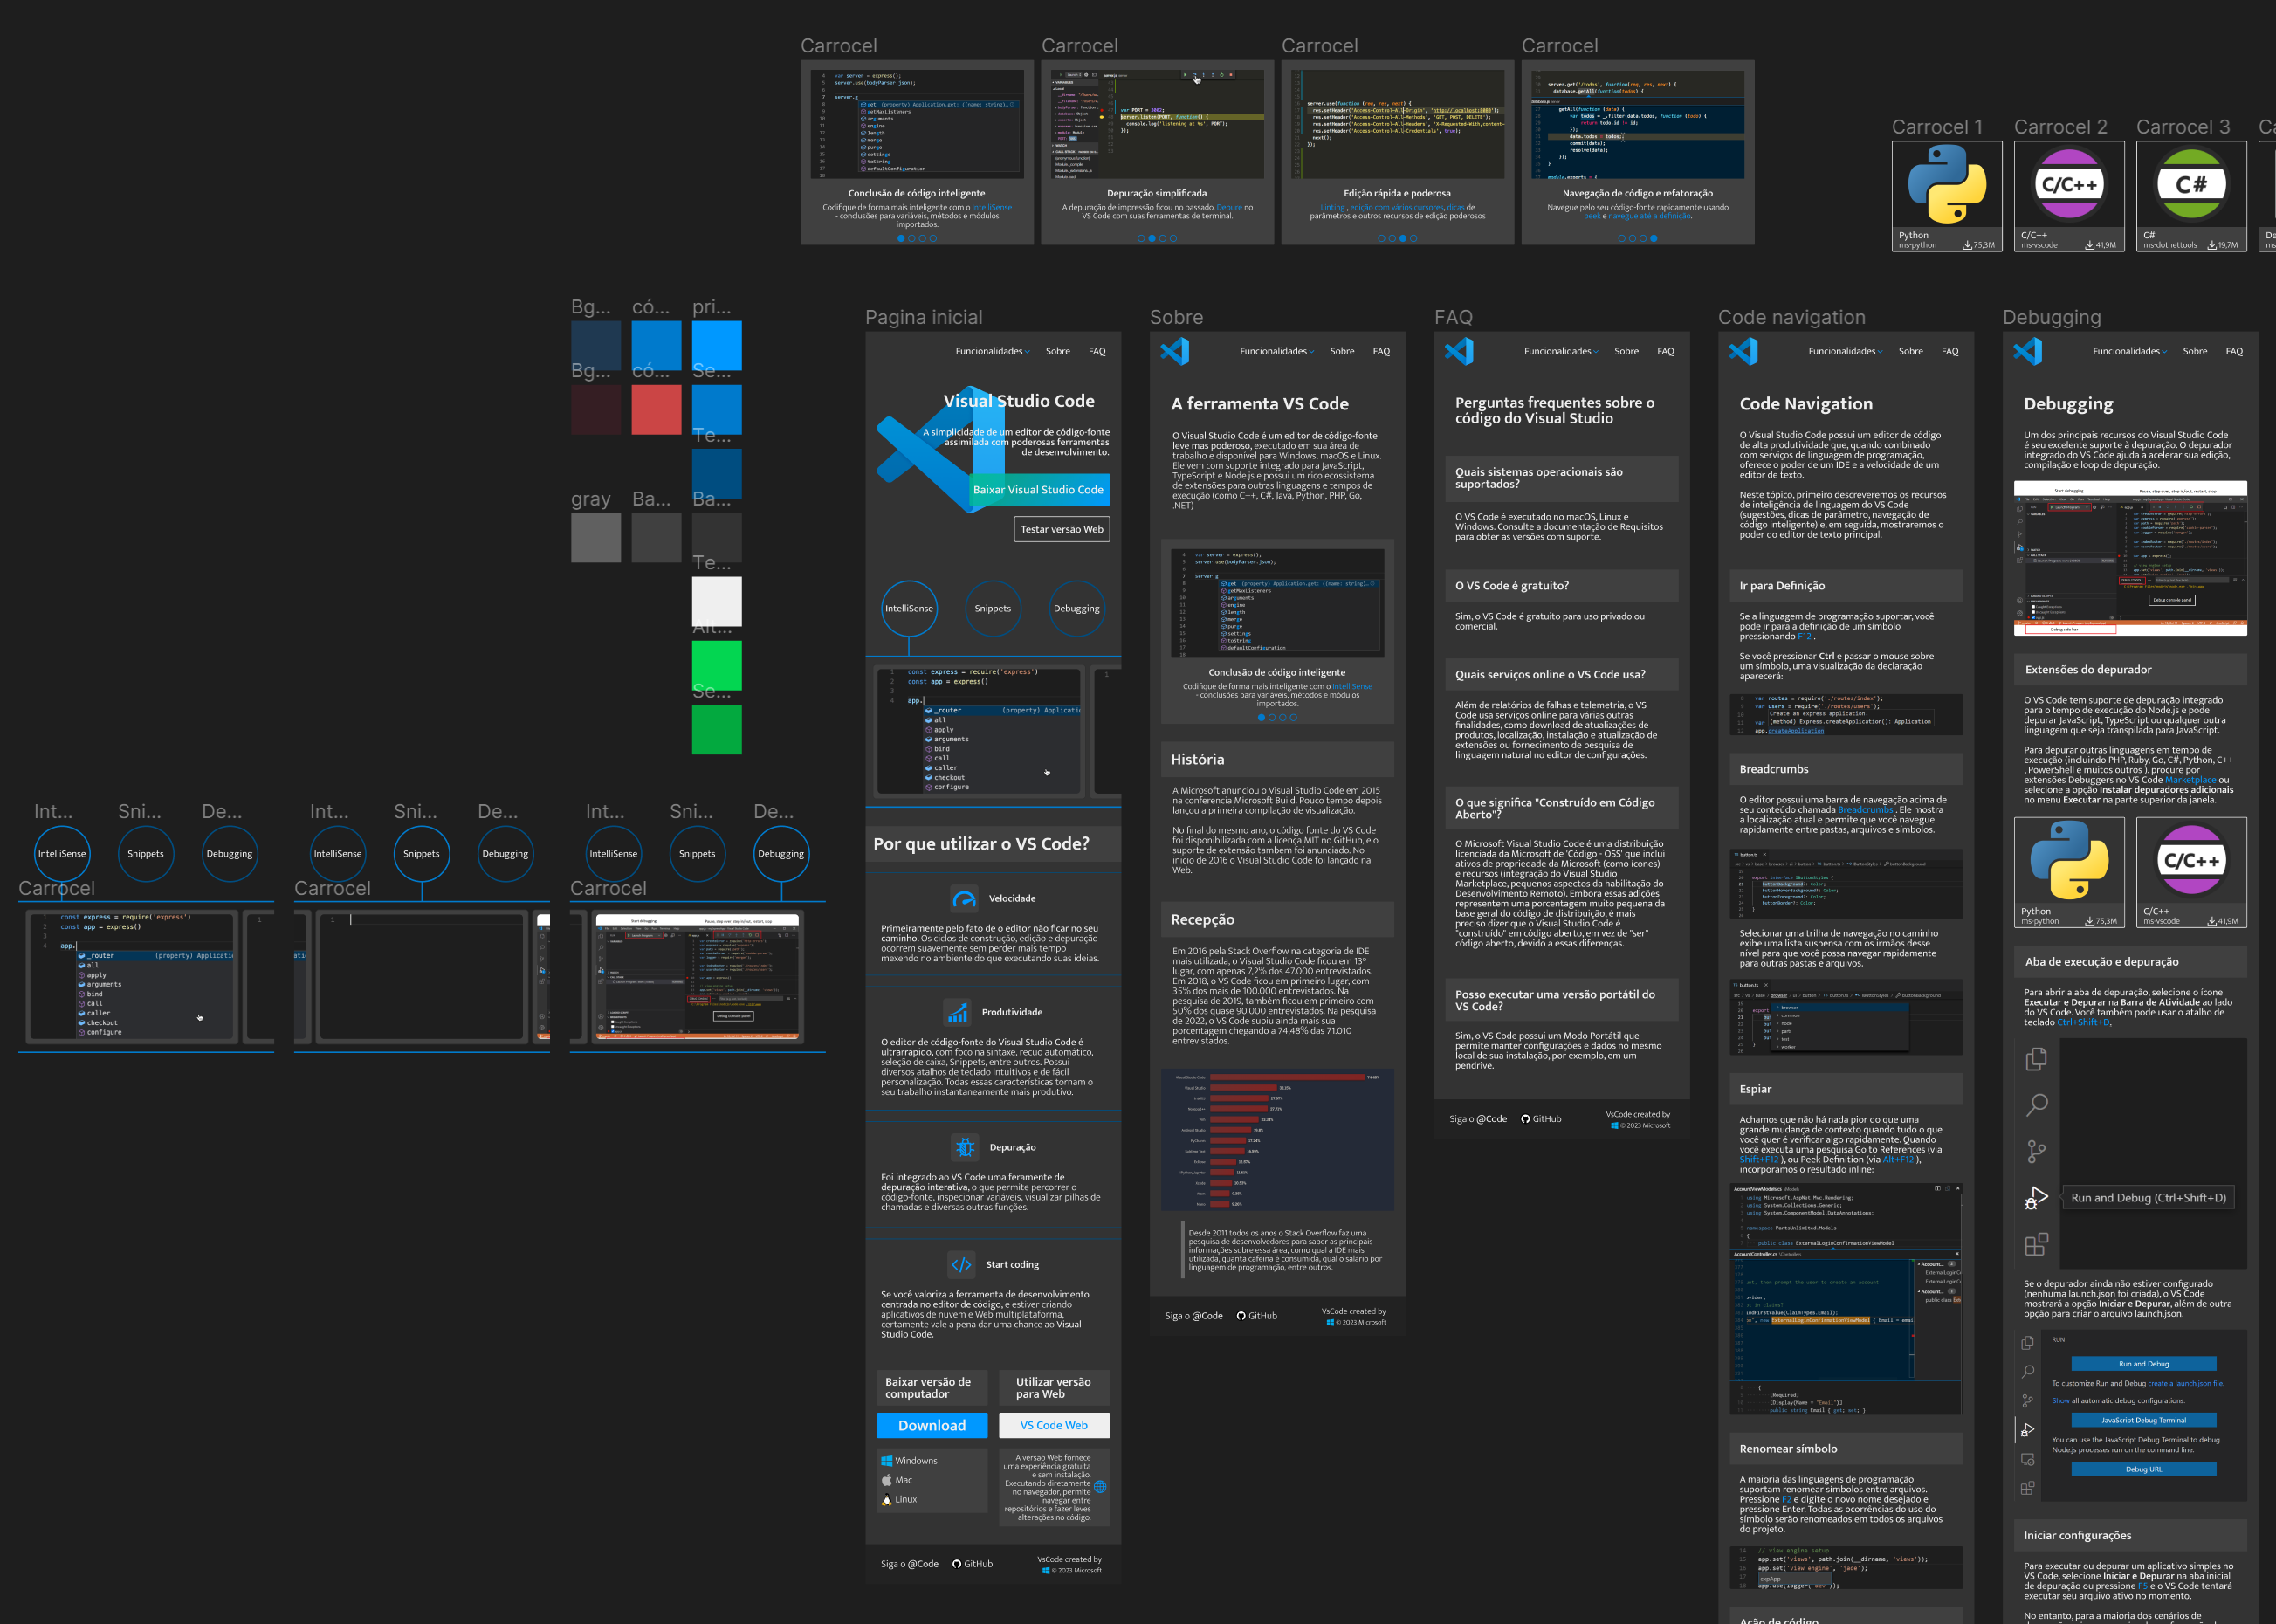 Carrocel
Carrocel
Carrocel
Carrocel
Conclusão de código inteligente
Codifique de forma mais inteligente com o IntelliSense
- conclusões para variáveis, métodos e módulos
importados.
Depuração simplificada
A depuração de impressão ficou no passado. Depure no
VS Code com suas ferramentas de terminal.
Edição rápida e poderosa
Linting , edição com vários cursores, dicas de
parâmetros e outros recursos de edição poderosos
Navegação de código e refatoração
Navegue pelo seu código-fonte rapidamente usando
peek e navegue até a definição.
Carrocel 1
Python
ms-python 75,3M
Carrocel 2
C/C++
C/C++
ms-vscode 41,9M
Carrocel 3
C#
C#
ms-dotnettools 19,7M
Bg...
có...
pri...
Bg...
có...
Se...
Te...
gray
Ba...
Ba...
Te...
Alt...
Se...
Int...
Sni...
De...
IntelliSense
Snippets
Debugging
Carrocel
const express = require('express')
const app = express()
app.
_router (property) Applicatio
all
apply
arguments
bind
call
caller
checkout
configure
Int...
Sni...
De...
IntelliSense
Snippets
Debugging
Carrocel
Int...
Sni...
De...
IntelliSense
Snippets
Debugging
Carrocel
Pagina inicial
Funcionalidades
Sobre
FAQ
Visual Studio Code
A simplicidade de um editor de código-fonte
assimilada com poderosas ferramentas
de desenvolvimento.
Baixar Visual Studio Code
Testar versão Web
IntelliSense
Snippets
Debugging
const express = require('express')
const app = express()
app.
_router (property) Applicatio
all
apply
arguments
bind
call
caller
checkout
configure
Por que utilizar o VS Code?
Velocidade
Primeiramente pelo fato de o editor não ficar no seu
caminho. Os ciclos de construção, edição e depuração
ocorrem suavemente sem perder mais tempo
mexendo no ambiente do que executando suas ideias.
Produtividade
O editor de código-fonte do Visual Studio Code é
ultrarrápido, com foco na sintaxe, recuo automático,
seleção de caixa, Snippets, entre outros. Possui
diversos atalhos de teclado intuitivos e de fácil
personalização. Todas essas características tornam o
seu trabalho instantaneamente mais produtivo.
Depuração
Foi integrado ao VS Code uma feramente de
depuração interativa, o que permite percorrer o
código-fonte, inspecionar variáveis, visualizar pilhas de
chamadas e diversas outras funções.
Start coding
Se você valoriza a ferramenta de desenvolvimento
centrada no editor de código, e estiver criando
aplicativos de nuvem e Web multiplataforma,
certamente vale a pena dar uma chance ao Visual
Studio Code.
Baixar versão de
computador
Download
Windowns
Mac
Linux
Utilizar versão
para Web
VS Code Web
A versão Web fornece
uma experiência gratuita
e sem instalação.
Executando diretamente
no navegador, permite
navegar entre
repositórios e fazer leves
alterações no código.
Siga o @Code
GitHub
VsCode created by
© 2023 Microsoft
Sobre
Funcionalidades
Sobre
FAQ
A ferramenta VS Code
O Visual Studio Code é um editor de código-fonte
leve mas poderoso, executado em sua área de
trabalho e disponível para Windows, macOS e Linux.
Ele vem com suporte integrado para JavaScript,
TypeScript e Node.js e possui um rico ecossistema
de extensões para outras linguagens e tempos de
execução (como C++, C#, Java, Python, PHP, Go,
.NET)
Conclusão de código inteligente
Codifique de forma mais inteligente com o IntelliSense
- conclusões para variáveis, métodos e módulos
importados.
História
A Microsoft anunciou o Visual Studio Code em 2015
na conferencia Microsoft Build. Pouco tempo depois
lançou a primeira compilação de visualização.
No final do mesmo ano, o código fonte do VS Code
foi disponibilizada com a licença MIT no GitHub, e o
suporte de extensão tambem foi anunciado. No
inicio de 2016 o Visual Studio Code foi lançado na
Web.
Recepção
Em 2016 pela Stack Overflow na categoria de IDE
mais utilizada, o Visual Studio Code ficou em 13º
lugar, com apenas 7,2% dos 47.000 entrevistados.
Em 2018, o VS Code ficou em primeiro lugar, com
35% dos mais de 100.000 entrevistados. Na
pesquisa de 2019, também ficou em primeiro com
50% dos quase 90.000 entrevistados. Na pesquisa
de 2022, o VS Code subiu ainda mais sua
porcentagem chegando a 74,48% das 71.010
entrevistados.
Desde 2011 todos os anos o Stack Overflow faz uma
pesquisa de desenvolvedores para saber as principais
informações sobre essa área, como qual a IDE mais
utilizada, quanta cafeína é consumida, qual o salario por
linguagem de programação, entre outros.
Siga o @Code
GitHub
VsCode created by
© 2023 Microsoft
FAQ
Funcionalidades
Sobre
FAQ
Perguntas frequentes sobre o
código do Visual Studio
Quais sistemas operacionais são
suportados?
O VS Code é executado no macOS, Linux e
Windows. Consulte a documentação de Requisitos
para obter as versões com suporte.
O VS Code é gratuito?
Sim, o VS Code é gratuito para uso privado ou
comercial.
Quais serviços online o VS Code usa?
Além de relatórios de falhas e telemetria, o VS
Code usa serviços online para várias outras
finalidades, como download de atualizações de
produtos, localização, instalação e atualização de
extensões ou fornecimento de pesquisa de
linguagem natural no editor de configurações.
O que significa "Construído em Código
Aberto"?
O Microsoft Visual Studio Code é uma distribuição
licenciada da Microsoft de 'Código - OSS' que inclui
ativos de propriedade da Microsoft (como ícones)
e recursos (integração do Visual Studio
Marketplace, pequenos aspectos da habilitação do
Desenvolvimento Remoto). Embora essas adições
representem uma porcentagem muito pequena da
base geral do código de distribuição, é mais
preciso dizer que o Visual Studio Code é
"construído" em código aberto, em vez de "ser"
código aberto, devido a essas diferenças.
Posso executar uma versão portátil do
VS Code?
Sim, o VS Code possui um Modo Portátil que
permite manter configurações e dados no mesmo
local de sua instalação, por exemplo, em um
pendrive.
Siga o @Code
GitHub
VsCode created by
© 2023 Microsoft
Code navigation
Funcionalidades
Sobre
FAQ
Code Navigation
O Visual Studio Code possui um editor de código
de alta produtividade que, quando combinado
com serviços de linguagem de programação,
oferece o poder de um IDE e a velocidade de um
editor de texto.
Neste tópico, primeiro descreveremos os recursos
de inteligência de linguagem do VS Code
(sugestões, dicas de parâmetro, navegação de
código inteligente) e, em seguida, mostraremos o
poder do editor de texto principal.
Ir para Definição
Se a linguagem de programação suportar, você
pode ir para a definição de um símbolo
pressionando F12 .
Se você pressionar Ctrl e passar o mouse sobre
um símbolo, uma visualização da declaração
aparecerá:
Breadcrumbs
O editor possui uma barra de navegação acima de
seu conteúdo chamada Breadcrumbs . Ele mostra
a localização atual e permite que você navegue
rapidamente entre pastas, arquivos e símbolos.
Selecionar uma trilha de navegação no caminho
exibe uma lista suspensa com os irmãos desse
nível para que você possa navegar rapidamente
para outras pastas e arquivos.
Espiar
Achamos que não há nada pior do que uma
grande mudança de contexto quando tudo o que
você quer é verificar algo rapidamente. Quando
você executa uma pesquisa Go to References (via
Shift+F12 ), ou Peek Definition (via Alt+F12 ),
incorporamos o resultado inline:
Renomear símbolo
A maioria das linguagens de programação
suportam renomear símbolos entre arquivos.
Pressione F2 e digite o novo nome desejado e
pressione Enter. Todas as ocorrências do uso do
símbolo serão renomeados em todos os arquivos
do projeto.
// view engine setup
app.set('views', path.join(__dirname, 'views'));
app.set('view engine', 'jade');
expApp
Ação de código
Debugging
Funcionalidades
Sobre
FAQ
Debugging
Um dos principais recursos do Visual Studio Code
é seu excelente suporte à depuração. O depurador
integrado do VS Code ajuda a acelerar sua edição,
compilação e loop de depuração.
Extensões do depurador
O VS Code tem suporte de depuração integrado
para o tempo de execução do Node.js e pode
depurar JavaScript, TypeScript ou qualquer outra
linguagem que seja transpilada para JavaScript.
Para depurar outras linguagens em tempo de
execução (incluindo PHP, Ruby, Go, C#, Python, C++
, PowerShell e muitos outros ), procure por
extensões Debuggers no VS Code Marketplace ou
selecione a opção Instalar depuradores adicionais
no menu Executar na parte superior da janela.
Python
ms-python 75,3M
C/C++
C/C++
ms-vscode 41,9M
Aba de execução e depuração
Para abrir a aba de depuração, selecione o ícone
Executar e Depurar na Barra de Atividade ao lado
do VS Code. Você também pode usar o atalho de
teclado Ctrl+Shift+D.
Run and Debug (Ctrl+Shift+D)
Se o depurador ainda não estiver configurado
(nenhuma launch.json foi criada), o VS Code
mostrará a opção Iniciar e Depurar, além de outra
opção para criar o arquivo launch.json.
RUN
Run and Debug
To customize Run and Debug create a launch.json file.
Show all automatic debug configurations.
JavaScript Debug Terminal
You can use the JavaScript Debug Terminal to debug
Node.js processes run on the command line.
Debug URL
Iniciar configurações
Para executar ou depurar um aplicativo simples no
VS Code, selecione Iniciar e Depurar na aba inicial
de depuração ou pressione F5 e o VS Code tentará
executar seu arquivo ativo no momento.
No entanto, para a maioria dos cenários de